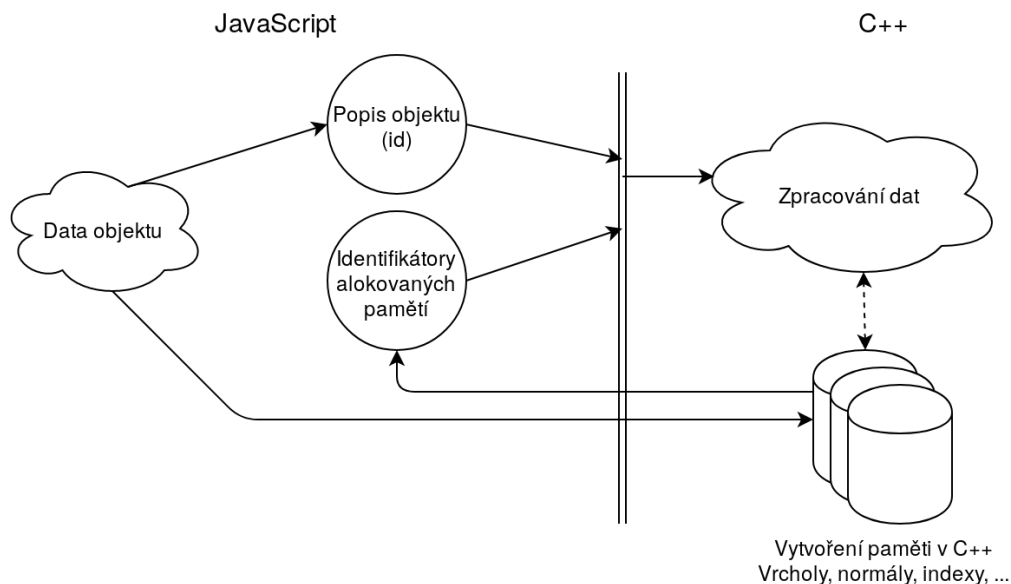 JavaScript
C++
Popis objektu
(id)
Data objektu
Identifikátory
alokovaných
pamětí
Zpracování dat
Vytvoření paměti v C++
Vrcholy, normály, indexy, ...